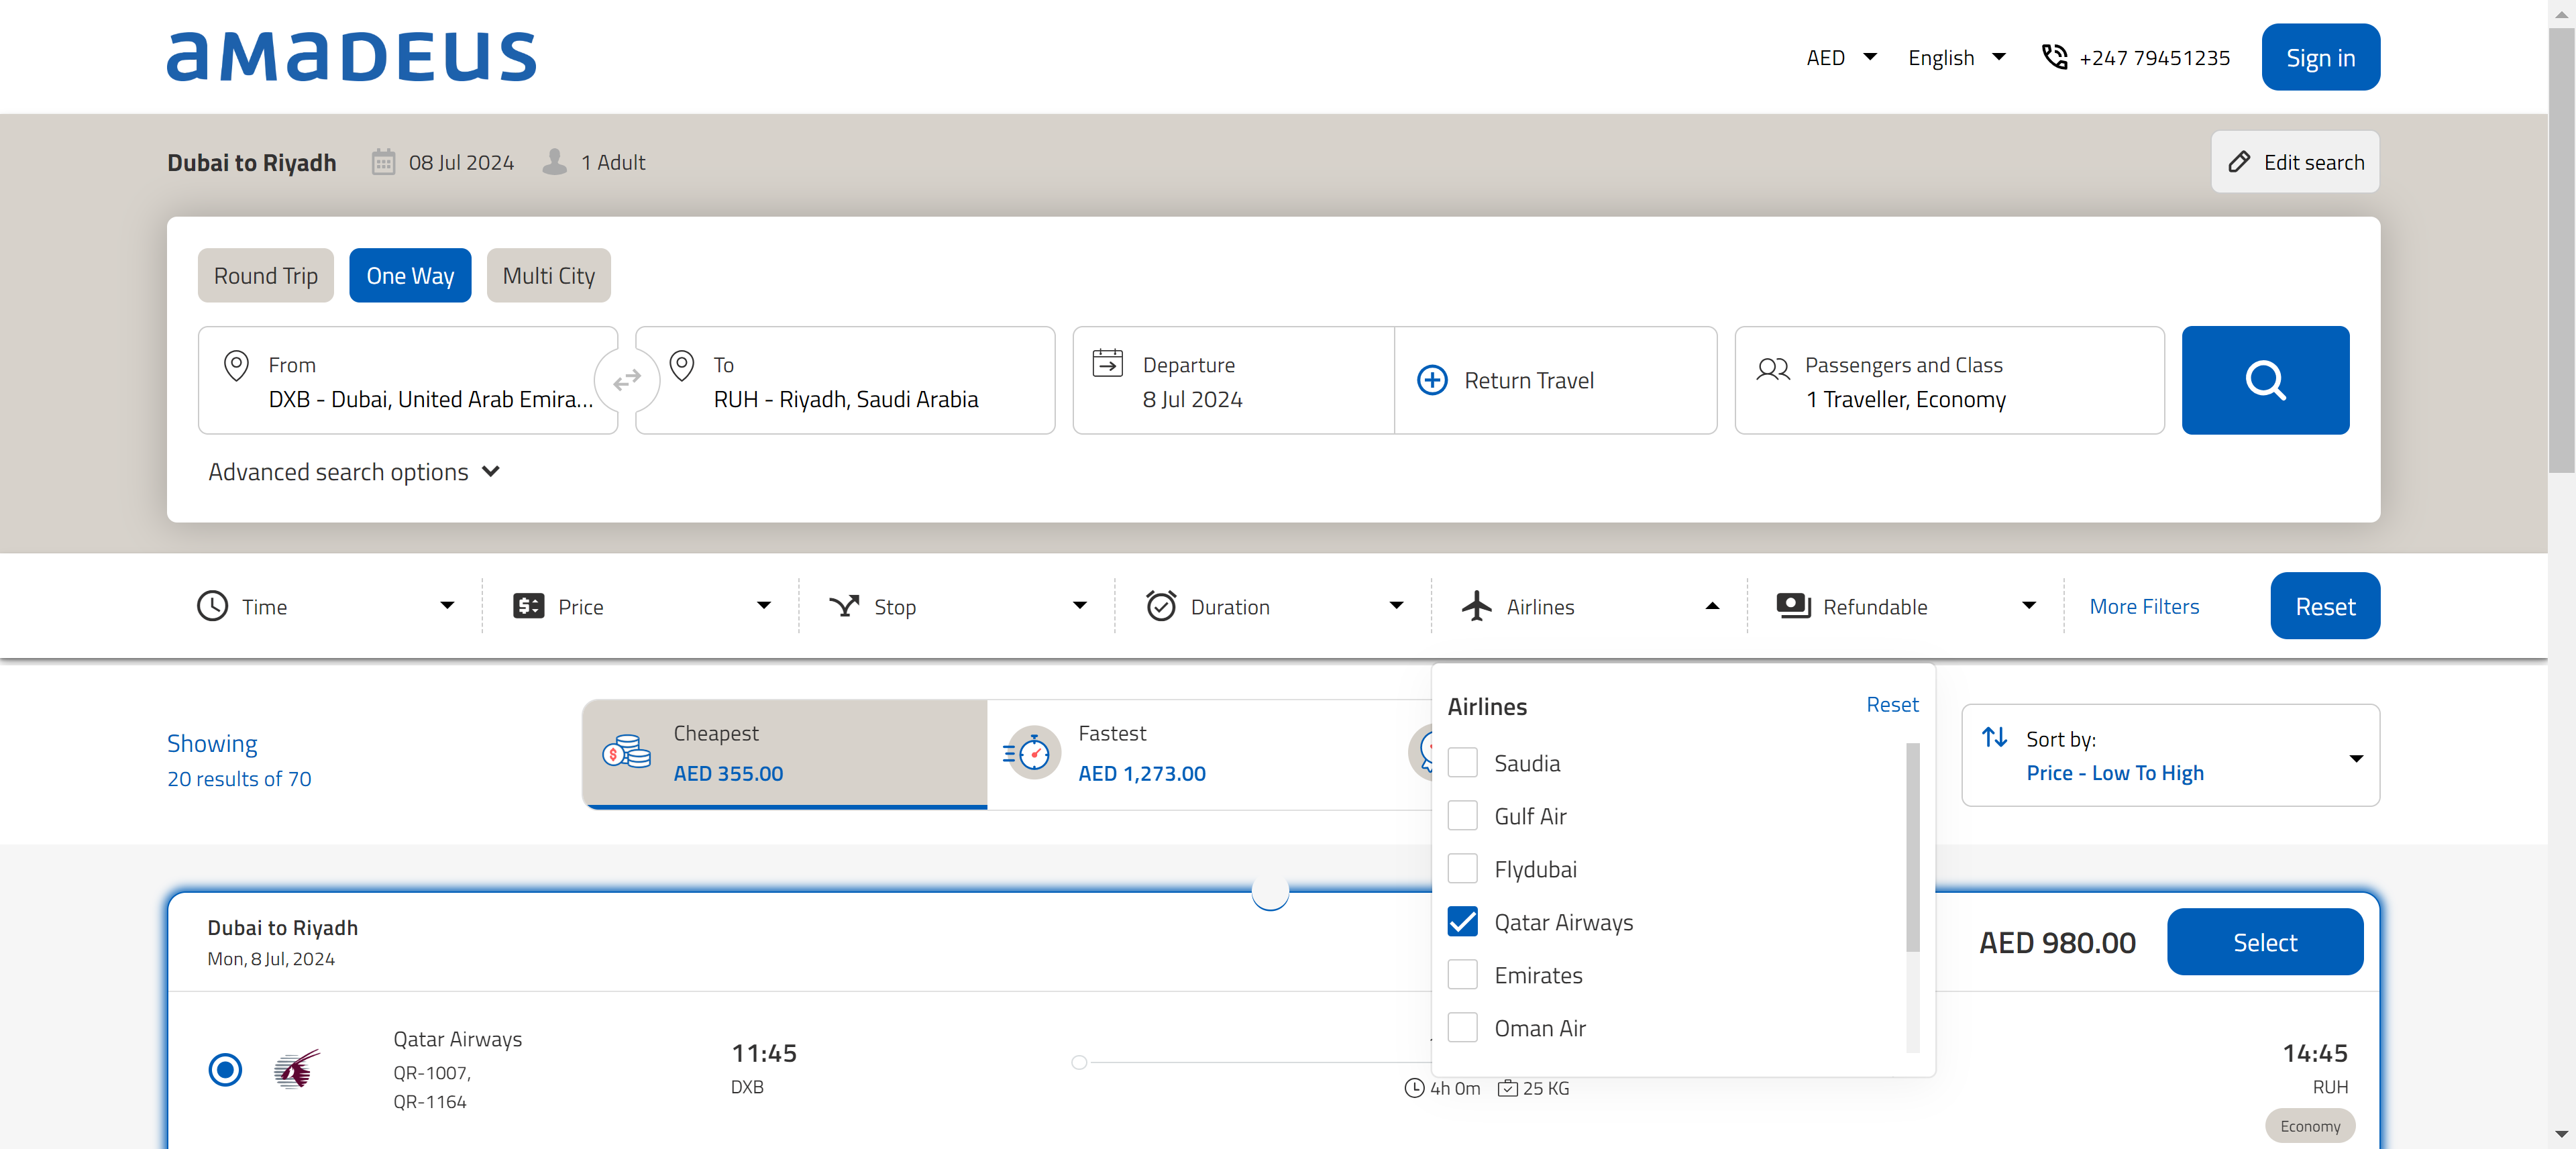 amadeus
AED
English
+247 79451235
Sign in
Dubai to Riyadh
08 Jul 2024
1 Adult
Edit search
Round Trip
One Way
Multi City
From
DXB - Dubai, United Arab Emira...
To
RUH - Riyadh, Saudi Arabia
Departure
8 Jul 2024
Return Travel
Passengers and Class
1 Traveller, Economy
Advanced search options
Time
Price
Stop
Duration
Airlines
Refundable
More Filters
Reset
Showing
20 results of 70
Cheapest
AED 355.00
Fastest
AED 1,273.00
Airlines
Reset
Saudia
Gulf Air
Flydubai
Qatar Airways
Emirates
Oman Air
Sort by:
Price - Low To High
Dubai to Riyadh
Mon, 8 Jul, 2024
AED 980.00
Select
Qatar Airways
QR-1007,
QR-1164
11:45
DXB
4h 0m
25 KG
14:45
RUH
Economy